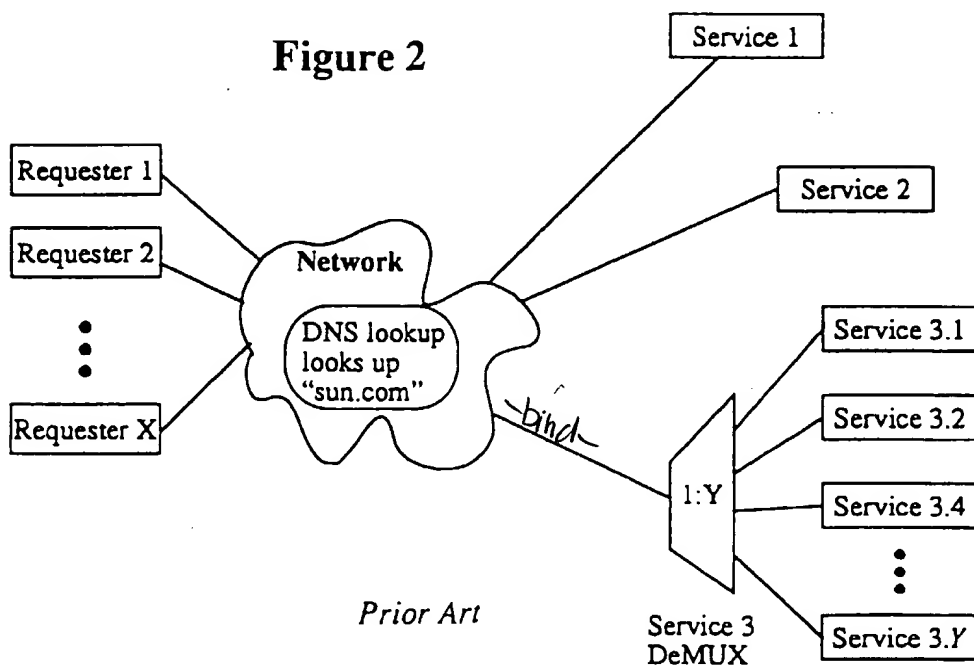 Figure 2
Service 1
Requester 1
Service 2
Requester 2
Network
DNS lookup
looks up
"sun.com"
Service 3.1
Requester X
bind
Service 3.2
1:Y
Service 3.4
Prior Art
Service 3
DeMUX
Service 3.Y